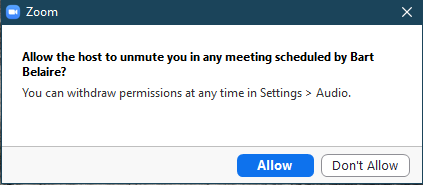 Zoom
Allow the host to unmute you in any meeting scheduled by Bart
Belaire?
You can withdraw permissions at any time in Settings > Audio.
Allow
Don't Allow